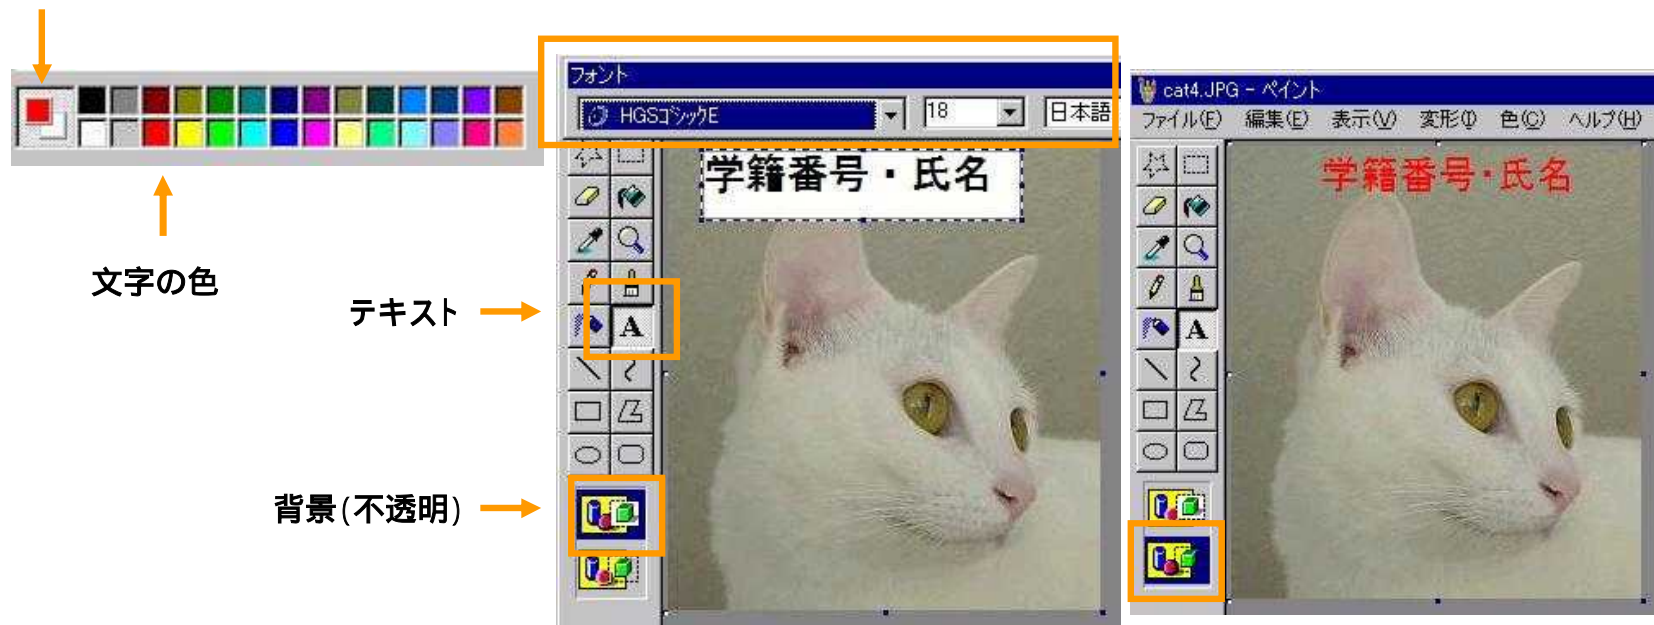 フォント
HGSゴシックE
18
日本語
学籍番号・氏名
A
cat4.JPG - ペイント
ファイル(F) 編集(E) 表示(V) 変形(I) 色(C) ヘルプ(H)
学籍番号・氏名
A
文字の色
テキスト
背景(不透明)